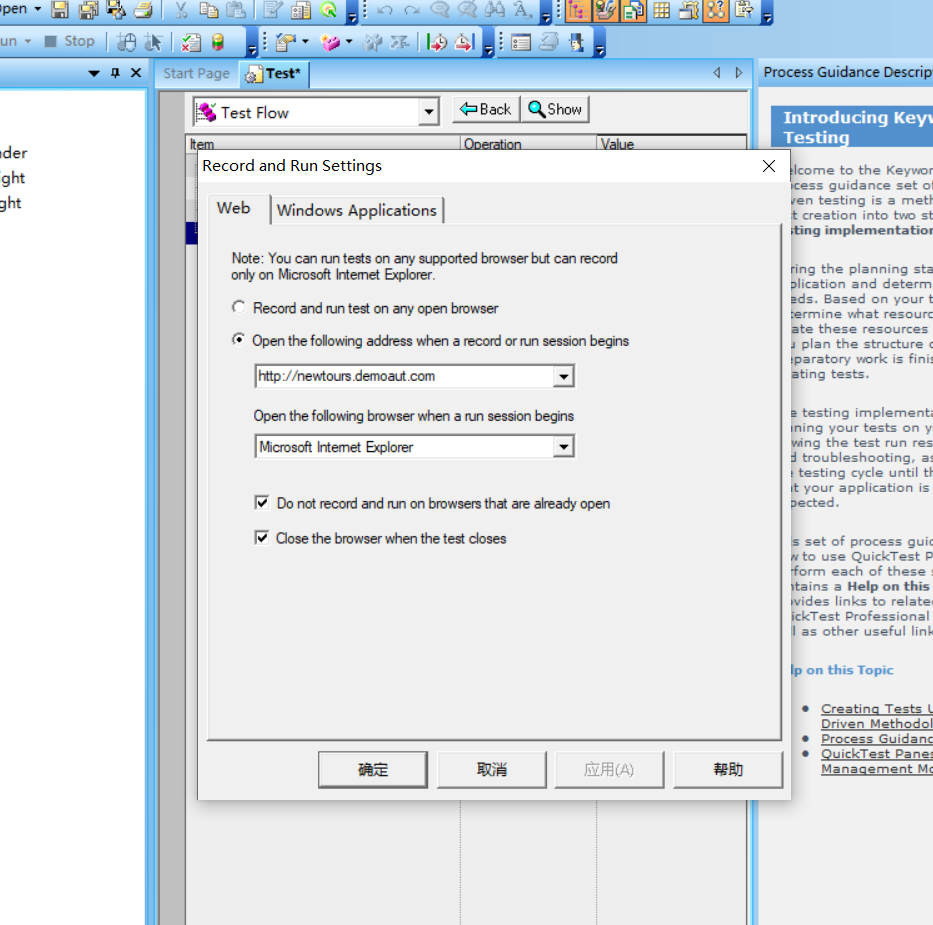 Open
Stop
Start Page
Test*
Process Guidance Descrip
Test Flow
Back
Show
Item
Operation
Value
Introducing Keyw
Testing
Record and Run Settings
Web
Windows Applications
Note: You can run tests on any supported browser but can record
only on Microsoft Internet Explorer.
Record and run test on any open browser
Open the following address when a record or run session begins
http://newtours.demoaut.com
Open the following browser when a run session begins
Microsoft Internet Explorer
Do not record and run on browsers that are already open
Close the browser when the test closes
确定
取消
应用(A)
帮助
nder
ight
ght
elcome to the Keywor
ocess guidance set of
ven testing is a meth
t creation into two st
sting implementation
ring the planning sta
plication and determ
eds. Based on your t
termine what resourc
ate these resources
u plan the structure o
eparatory work is finis
ating tests.
e testing implementa
nning your tests on y
wing the test run res
d troubleshooting, as
e testing cycle until th
at your application is
pected.
s set of process guid
w to use QuickTest P
rform each of these s
ntains a Help on this
vides links to relate
ickTest Professional
l as other useful link
lp on this Topic
Creating Tests U
Driven Methodol
Process Guidanc
QuickTest Panes
Management Mo